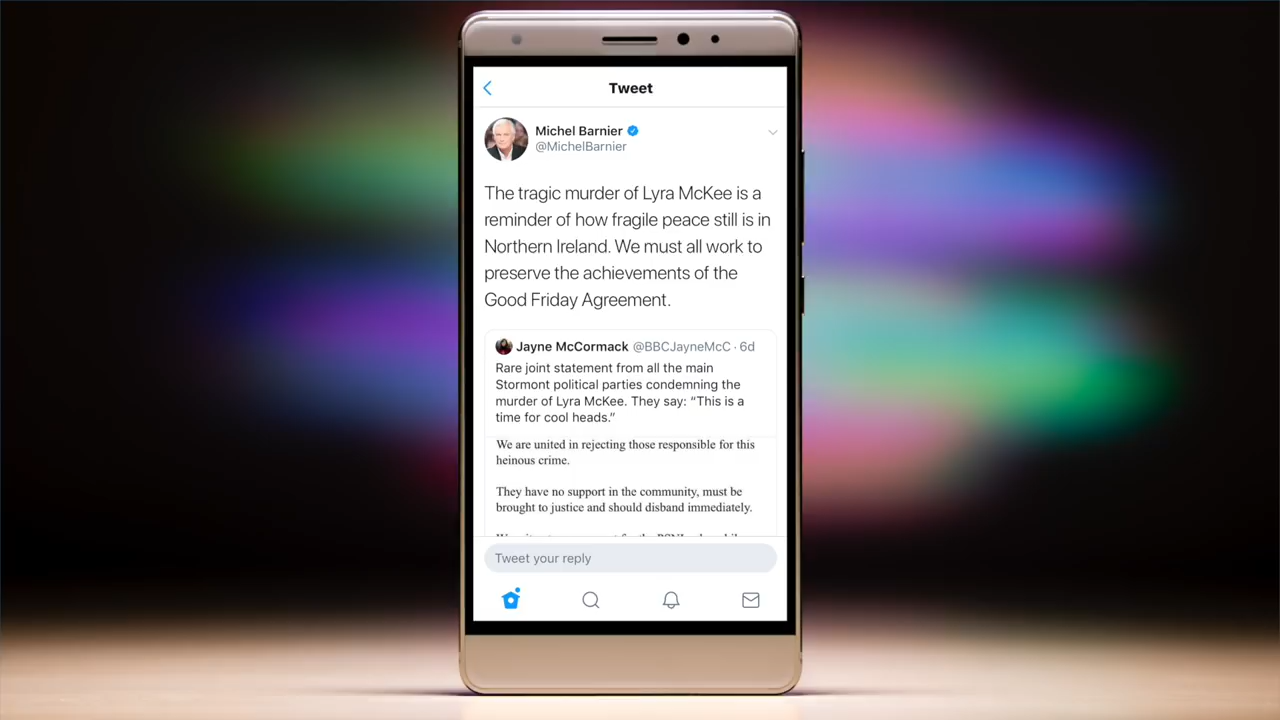 Tweet
Michel Barnier
@MichelBarnier
The tragic murder of Lyra McKee is a
reminder of how fragile peace still is in
Northern Ireland. We must all work to
preserve the achievements of the
Good Friday Agreement.
Jayne McCormack @BBCJayneMcC · 6d
Rare joint statement from all the main
Stormont political parties condemning the
murder of Lyra McKee. They say: “This is a
time for cool heads.”
We are united in rejecting those responsible for this
heinous crime.
They have no support in the community, must be
brought to justice and should disband immediately.
Tweet your reply